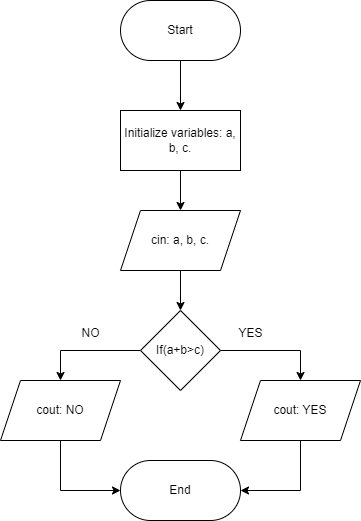 Start
Initialize variables: a,
b, c.
cin: a, b, c.
If(a+b>c)
NO
YES
cout: NO
cout: YES
End